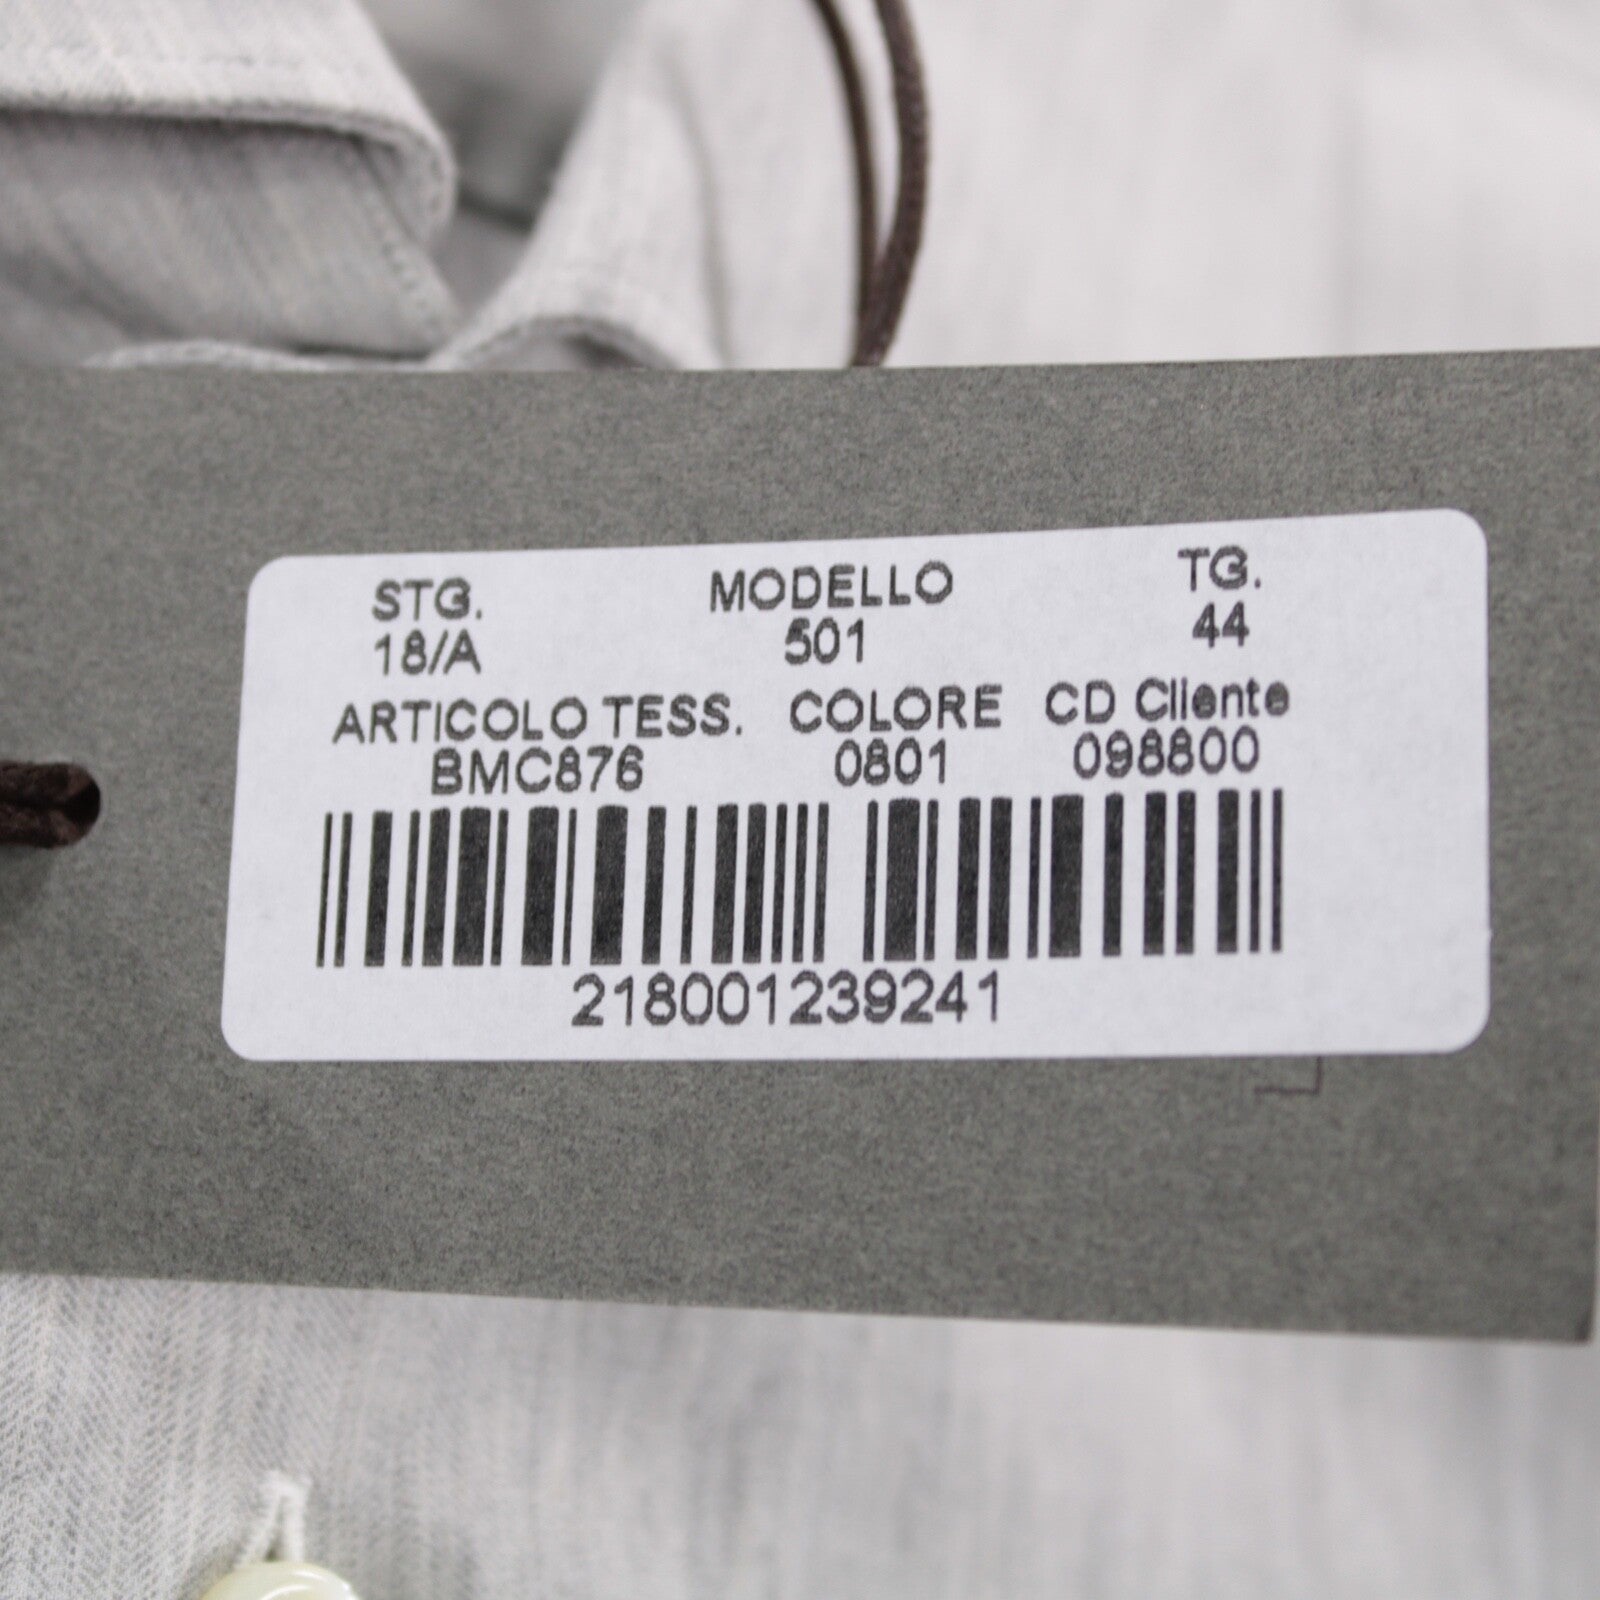 STG. MODELLO TG.
18/A 501 44
ARTICOLO TESS. COLORE CD Cliente
BMC876 0801 098800
218001239241